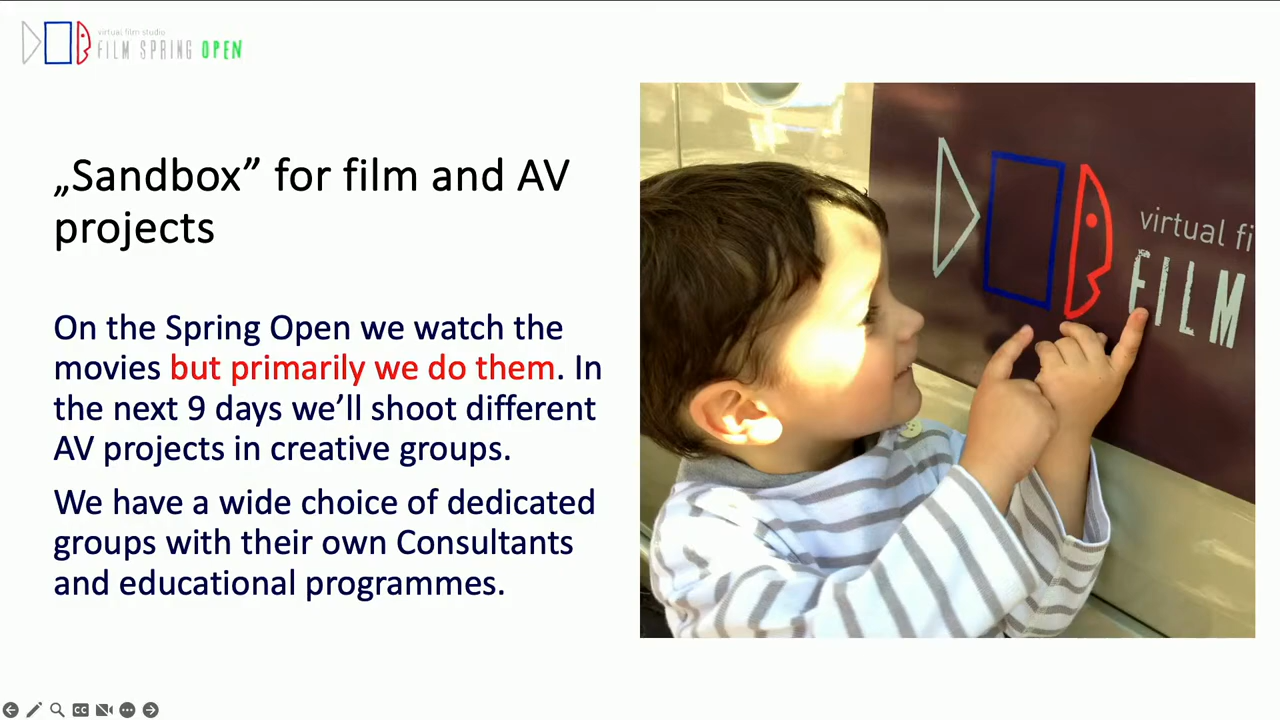 virtual film studio
FILM SPRING OPEN
„Sandbox” for film and AV
projects
On the Spring Open we watch the
movies but primarily we do them. In
the next 9 days we’ll shoot different
AV projects in creative groups.
We have a wide choice of dedicated
groups with their own Consultants
and educational programmes.
virtual fi
FILM
CC